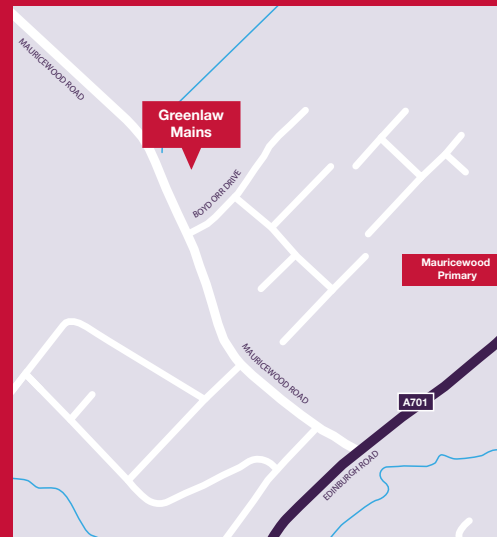 MAURICEWOOD ROAD
Greenlaw
Mains
BOYD ORR DRIVE
Mauricewood
Primary
MAURICEWOOD ROAD
A701
EDINBURGH ROAD